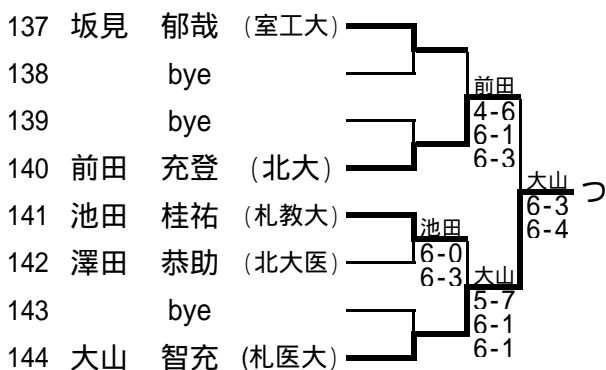 137 坂見 郁哉 (室工大)
138 bye
前田
139 bye
4-6
6-1
6-3
140 前田 充登 (北大)
大山 つ
6-3
6-4
141 池田 桂祐 (札教大)
池田
6-0
6-3
142 澤田 恭助 (北大医)
大山
5-7
6-1
6-1
143 bye
144 大山 智充 (札医大)